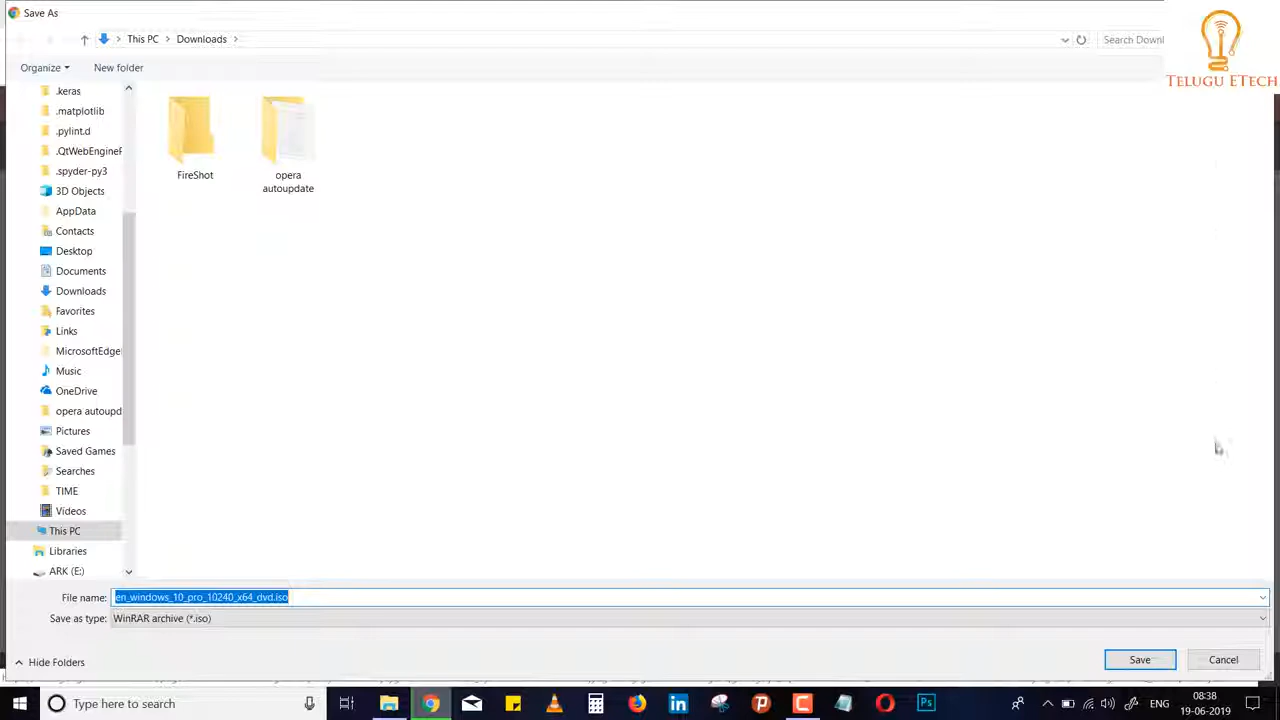 Save As
This PC
Downloads
Search Downl
TELUGU ETECH
Organize
New folder
.keras
.matplotlib
.pylint.d
.QtWebEngineP
.spyder-py3
3D Objects
AppData
Contacts
Desktop
Documents
Downloads
Favorites
Links
MicrosoftEdge
Music
OneDrive
opera autoupd
Pictures
Saved Games
Searches
TIME
Videos
This PC
Libraries
ARK (E:)
FireShot
opera
autoupdate
File name: en_windows_10_pro_10240_x64_dvd.iso
Save as type: WinRAR archive (*.iso)
Hide Folders
Save
Cancel
Type here to search
ENG
08:38
19-06-2019